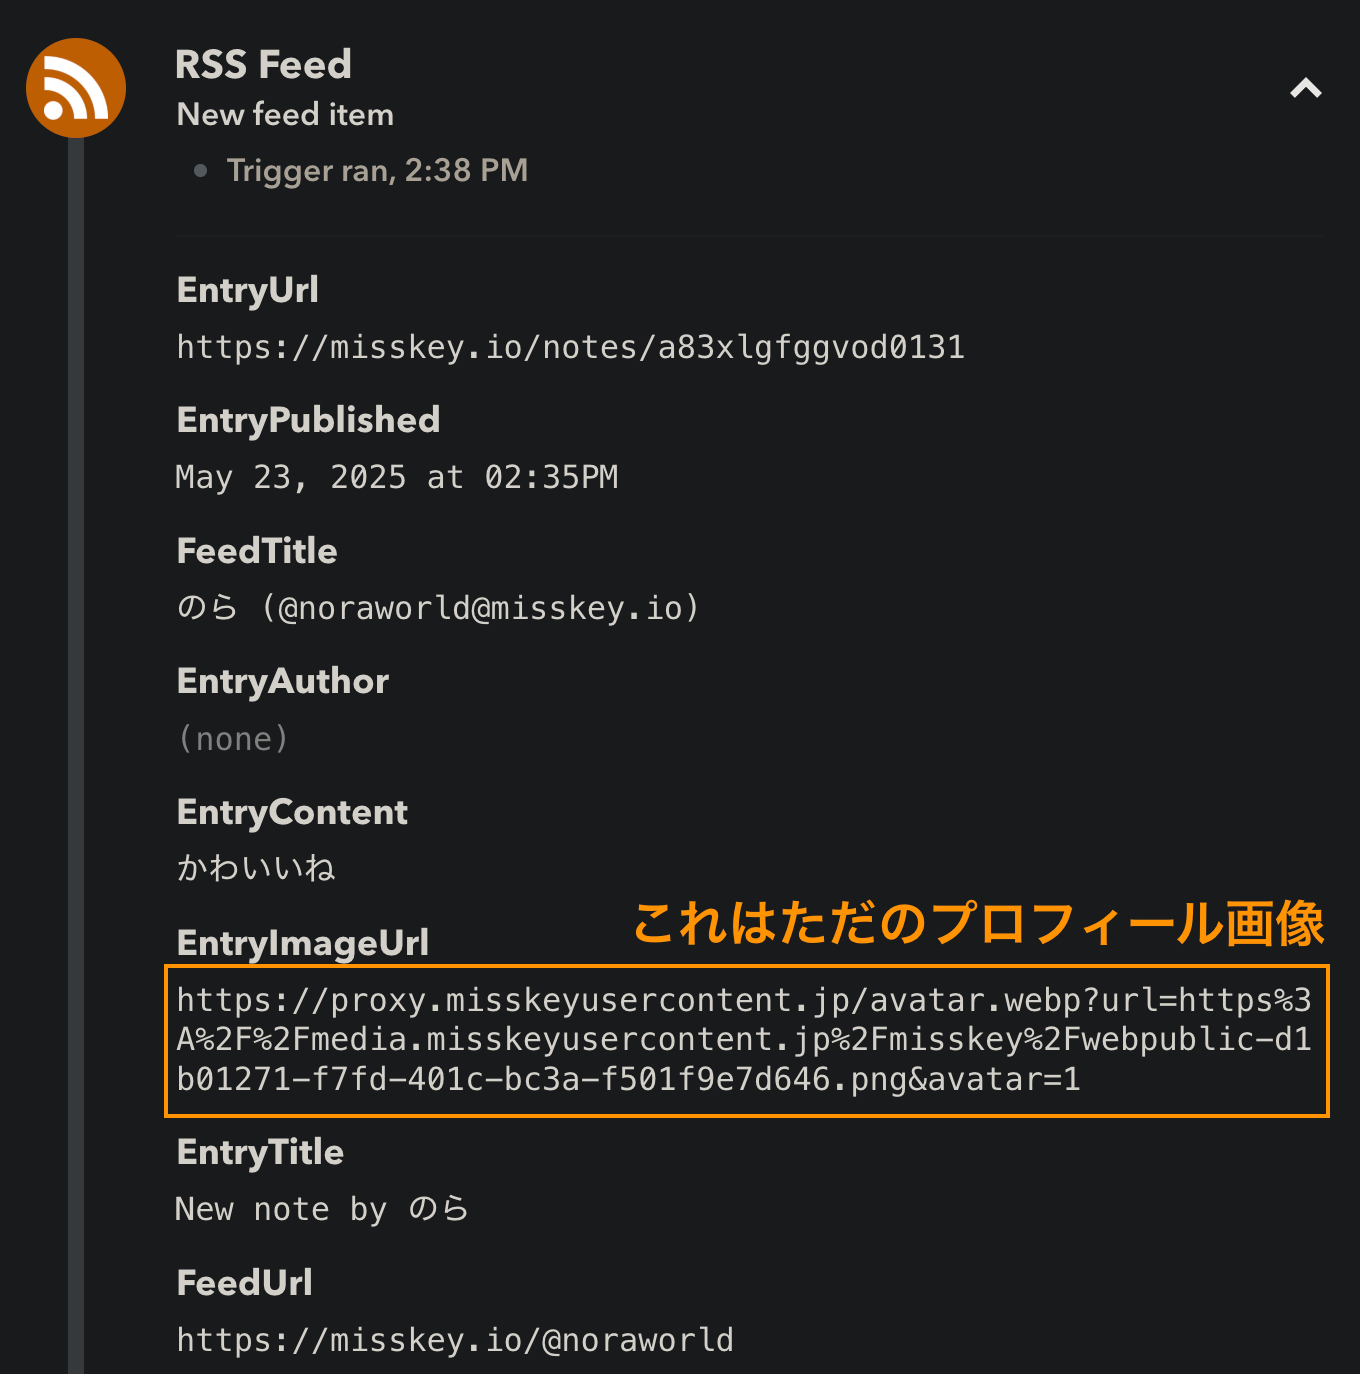 RSS Feed
New feed item
Trigger ran, 2:38 PM
EntryUrl
https://misskey.io/notes/a83xlgfggvod0131
EntryPublished
May 23, 2025 at 02:35PM
FeedTitle
のら (@noraworld@misskey.io)
EntryAuthor
(none)
EntryContent
かわいいね
これはただのプロフィール画像
EntryImageUrl
https://proxy.misskeyusercontent.jp/avatar.webp?url=https%3
A%2F%2Fmedia.misskeyusercontent.jp%2Fmisskey%2Fwebpublic-d1
b01271-f7fd-401c-bc3a-f501f9e7d646.png&avatar=1
EntryTitle
New note by のら
FeedUrl
https://misskey.io/@noraworld